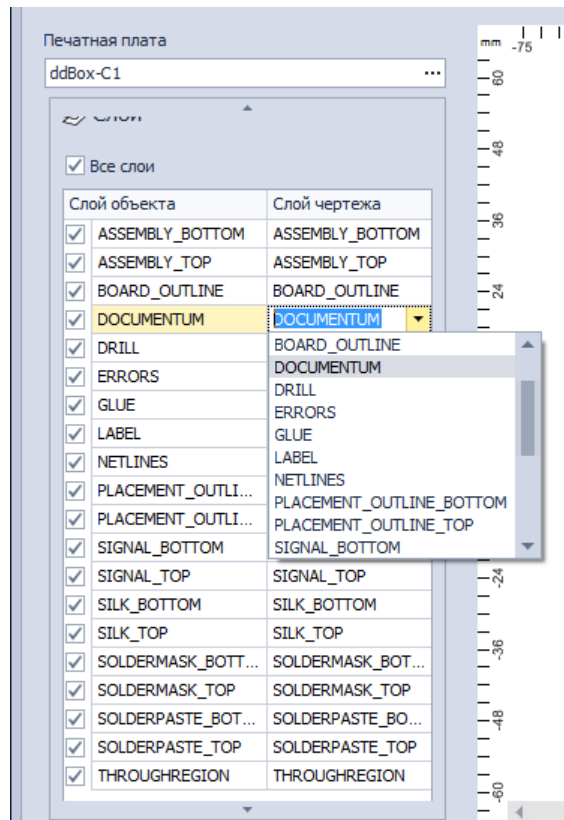 Печатная плата
mm -75
ddBox-C1 ...
60
Слои
48
Все слои
Слой объекта Слой чертежа
36
ASSEMBLY_BOTTOM ASSEMBLY_BOTTOM
ASSEMBLY_TOP ASSEMBLY_TOP
BOARD_OUTLINE BOARD_OUTLINE
24
DOCUMENTUM DOCUMENTUM
DRILL
ERRORS
GLUE
LABEL
NETLINES
PLACEMENT_OUTLI...
PLACEMENT_OUTLI...
SIGNAL_BOTTOM
BOARD_OUTLINE
DOCUMENTUM
DRILL
ERRORS
GLUE
LABEL
NETLINES
PLACEMENT_OUTLINE_BOTTOM
PLACEMENT_OUTLINE_TOP
SIGNAL_BOTTOM
SIGNAL_TOP SIGNAL_TOP
-24
SILK_BOTTOM SILK_BOTTOM
SILK_TOP SILK_TOP
-36
SOLDERMASK_BOTT... SOLDERMASK_BOT...
SOLDERMASK_TOP SOLDERMASK_TOP
SOLDERPASTE_BOT... SOLDERPASTE_BO...
-48
SOLDERPASTE_TOP SOLDERPASTE_TOP
THROUGHREGION THROUGHREGION
-60